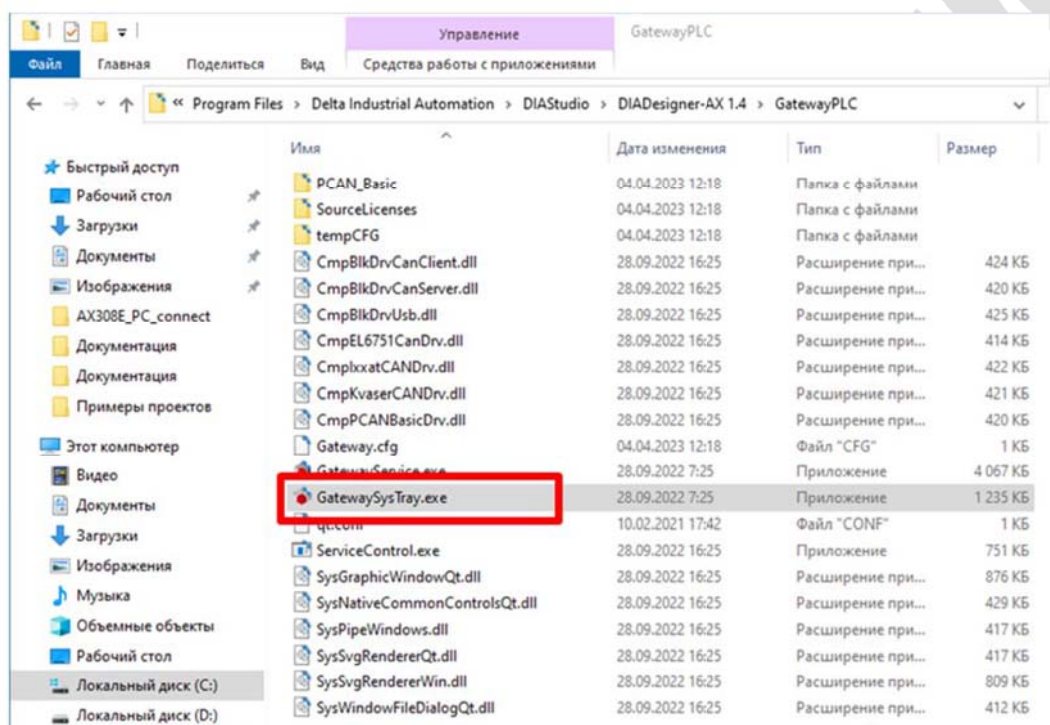 Управление GatewayPLC
Файл Главная Поделиться Вид Средства работы с приложениями
« Program Files › Delta Industrial Automation › DIAStudio › DIADesigner-AX 1.4 › GatewayPLC
Имя Дата изменения Тип Размер
Быстрый доступ
Рабочий стол
Загрузки
Документы
Изображения
AX308E_PC_connect
Документация
Документация
Примеры проектов
Этот компьютер
Видео
Документы
Загрузки
Изображения
Музыка
Объемные объекты
Рабочий стол
Локальный диск (C:)
Локальный диск (D:)
PCAN_Basic 04.04.2023 12:18 Папка с файлами
SourceLicenses 04.04.2023 12:18 Папка с файлами
tempCFG 04.04.2023 12:18 Папка с файлами
CmpBlkDrvCanClient.dll 28.09.2022 16:25 Расширение при... 424 КБ
CmpBlkDrvCanServer.dll 28.09.2022 16:25 Расширение при... 420 КБ
CmpBlkDrvUsb.dll 28.09.2022 16:25 Расширение при... 425 КБ
CmpEL6751CanDrv.dll 28.09.2022 16:25 Расширение при... 414 КБ
CmpIxxatCANDrv.dll 28.09.2022 16:25 Расширение при... 422 КБ
CmpKvaserCANDrv.dll 28.09.2022 16:25 Расширение при... 421 КБ
CmpPCANBasicDrv.dll 28.09.2022 16:25 Расширение при... 420 КБ
Gateway.cfg 04.04.2023 12:18 Файл "CFG" 1 КБ
GatewayService.exe 28.09.2022 7:25 Приложение 4 067 КБ
GatewaySysTray.exe 28.09.2022 7:25 Приложение 1 235 КБ
qt.conf 10.02.2021 17:42 Файл "CONF" 1 КБ
ServiceControl.exe 28.09.2022 16:25 Приложение 751 КБ
SysGraphicWindowQt.dll 28.09.2022 16:25 Расширение при... 876 КБ
SysNativeCommonControlsQt.dll 28.09.2022 16:25 Расширение при... 429 КБ
SysPipeWindows.dll 28.09.2022 16:25 Расширение при... 417 КБ
SysSvgRendererQt.dll 28.09.2022 16:25 Расширение при... 417 КБ
SysSvgRendererWin.dll 28.09.2022 16:25 Расширение при... 809 КБ
SysWindowFileDialogQt.dll 28.09.2022 16:25 Расширение при... 412 КБ